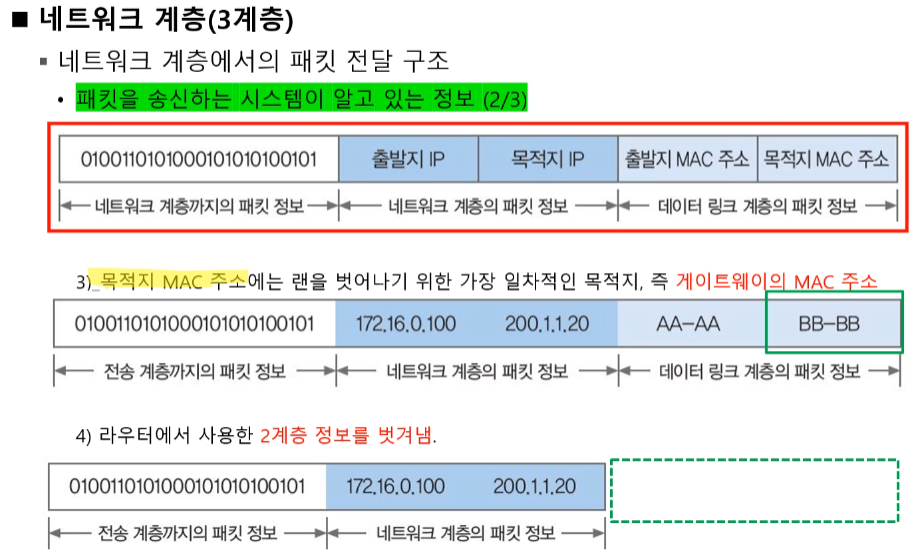 ■ 네트워크 계층(3계층)
▪ 네트워크 계층에서의 패킷 전달 구조
• 패킷을 송신하는 시스템이 알고 있는 정보 (2/3)
0100110101000101010100101 출발지 IP 목적지 IP 출발지 MAC 주소 목적지 MAC 주소
네트워크 계층까지의 패킷 정보 네트워크 계층의 패킷 정보 데이터 링크 계층의 패킷 정보
3)_목적지 MAC 주소에는 랜을 벗어나기 위한 가장 일차적인 목적지, 즉 게이트웨이의 MAC 주소
0100110101000101010100101 172.16.0.100 200.1.1.20 AA-AA BB-BB
전송 계층까지의 패킷 정보 네트워크 계층의 패킷 정보 데이터 링크 계층의 패킷 정보
4) 라우터에서 사용한 2계층 정보를 벗겨냄.
0100110101000101010100101 172.16.0.100 200.1.1.20
전송 계층까지의 패킷 정보 네트워크 계층의 패킷 정보